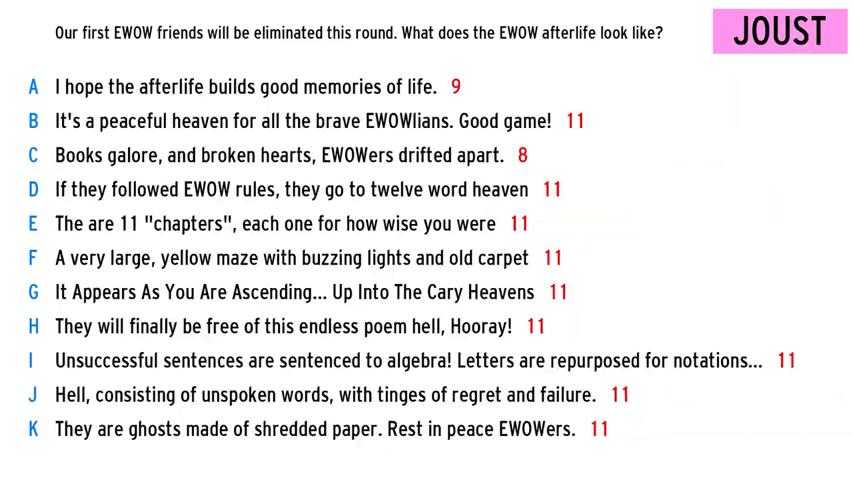 Our first EWOW friends will be eliminated this round. What does the EWOW afterlife look like?
JOUST
A I hope the afterlife builds good memories of life. 9
B It's a peaceful heaven for all the brave EWOWlians. Good game! 11
C Books galore, and broken hearts, EWOWers drifted apart. 8
D If they followed EWOW rules, they go to twelve word heaven 11
E The are 11 "chapters", each one for how wise you were 11
F A very large, yellow maze with buzzing lights and old carpet 11
G It Appears As You Are Ascending... Up Into The Cary Heavens 11
H They will finally be free of this endless poem hell, Hooray! 11
I Unsuccessful sentences are sentenced to algebra! Letters are repurposed for notations... 11
J Hell, consisting of unspoken words, with tinges of regret and failure. 11
K They are ghosts made of shredded paper. Rest in peace EWOWers. 11